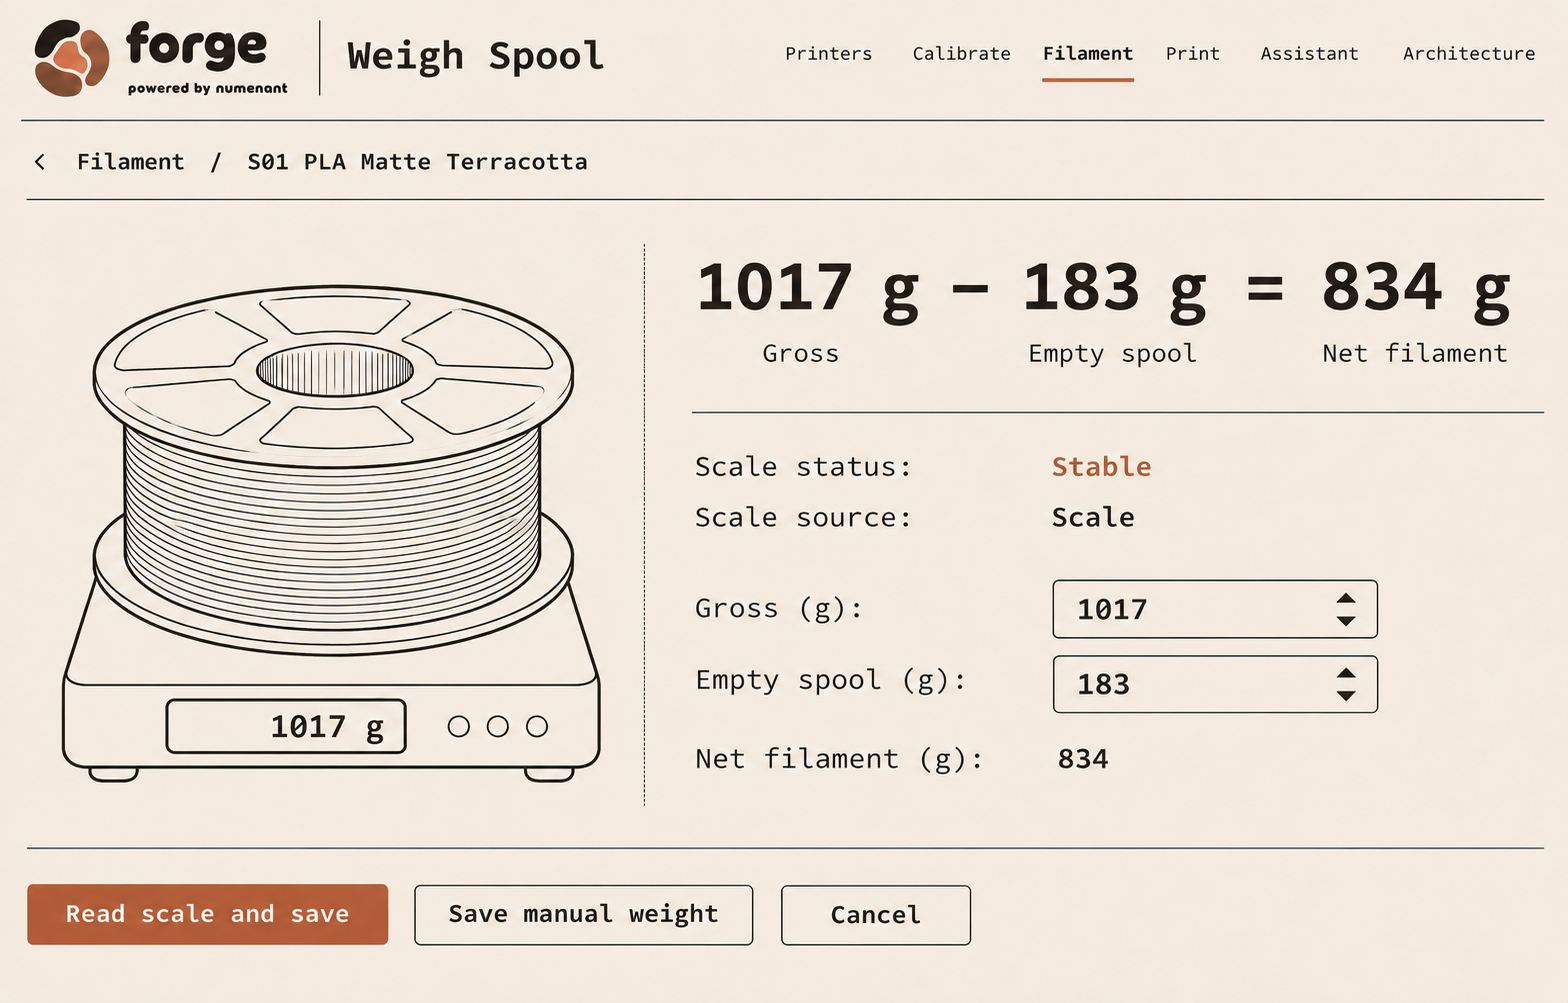 forge
powered by numenant
Weigh Spool
Printers Calibrate Filament Print Assistant Architecture
Filament / S01 PLA Matte Terracotta
1017 g − 183 g = 834 g
Gross Empty spool Net filament
Scale status: Stable
Scale source: Scale
Gross (g): 1017
Empty spool (g): 183
Net filament (g): 834
1017 g
Read scale and save Save manual weight Cancel